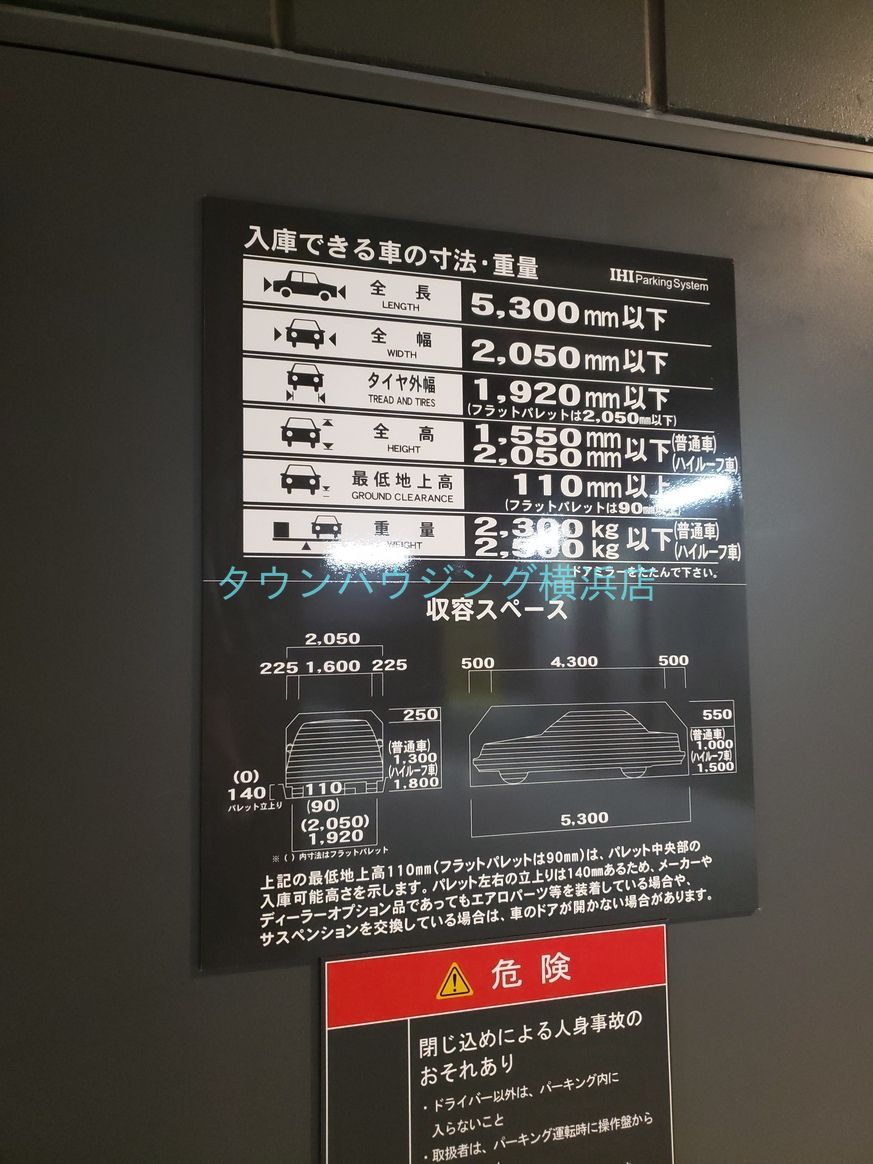 入庫できる車の寸法・重量
IHI Parking System
全長 LENGTH 5,300mm以下
全幅 WIDTH 2,050mm以下
タイヤ外幅 TREAD AND TIRES 1,920mm以下
(フラットパレットは2,050mm以下)
全高 HEIGHT 1,550mm 以下 (普通車)
2,050mm (ハイルーフ車)
最低地上高 GROUND CLEARANCE 110mm以上
(フラットパレットは90mm
重量 WEIGHT 2,300kg 以下 (普通車)
kg (ハイルーフ車)
ドアミラーをたたんで下さい。
タウンハウジング横浜店
収容スペース
2,050
225 1,600 225
500 4,300 500
250
(普通車)
1,300
(ハイルーフ車)
1,800
(0)
140
パレット立上り
110
(90)
(2,050)
1,920
※( )内寸法はフラットパレット
550
(普通車)
1,000
(ハイルーフ車)
1,500
5,300
上記の最低地上高110mm(フラットパレットは90mm)は、パレット中央部の
入庫可能高さを示します。パレット左右の立上りは140mmあるため、メーカーや
ディーラーオプション品であってもエアロパーツ等を装着している場合や、
サスペンションを交換している場合は、車のドアが開かない場合があります。
危険
閉じ込めによる人身事故の
おそれあり
・ドライバー以外は、パーキング内に
入らないこと
・取扱者は、パーキング運転時に操作盤から